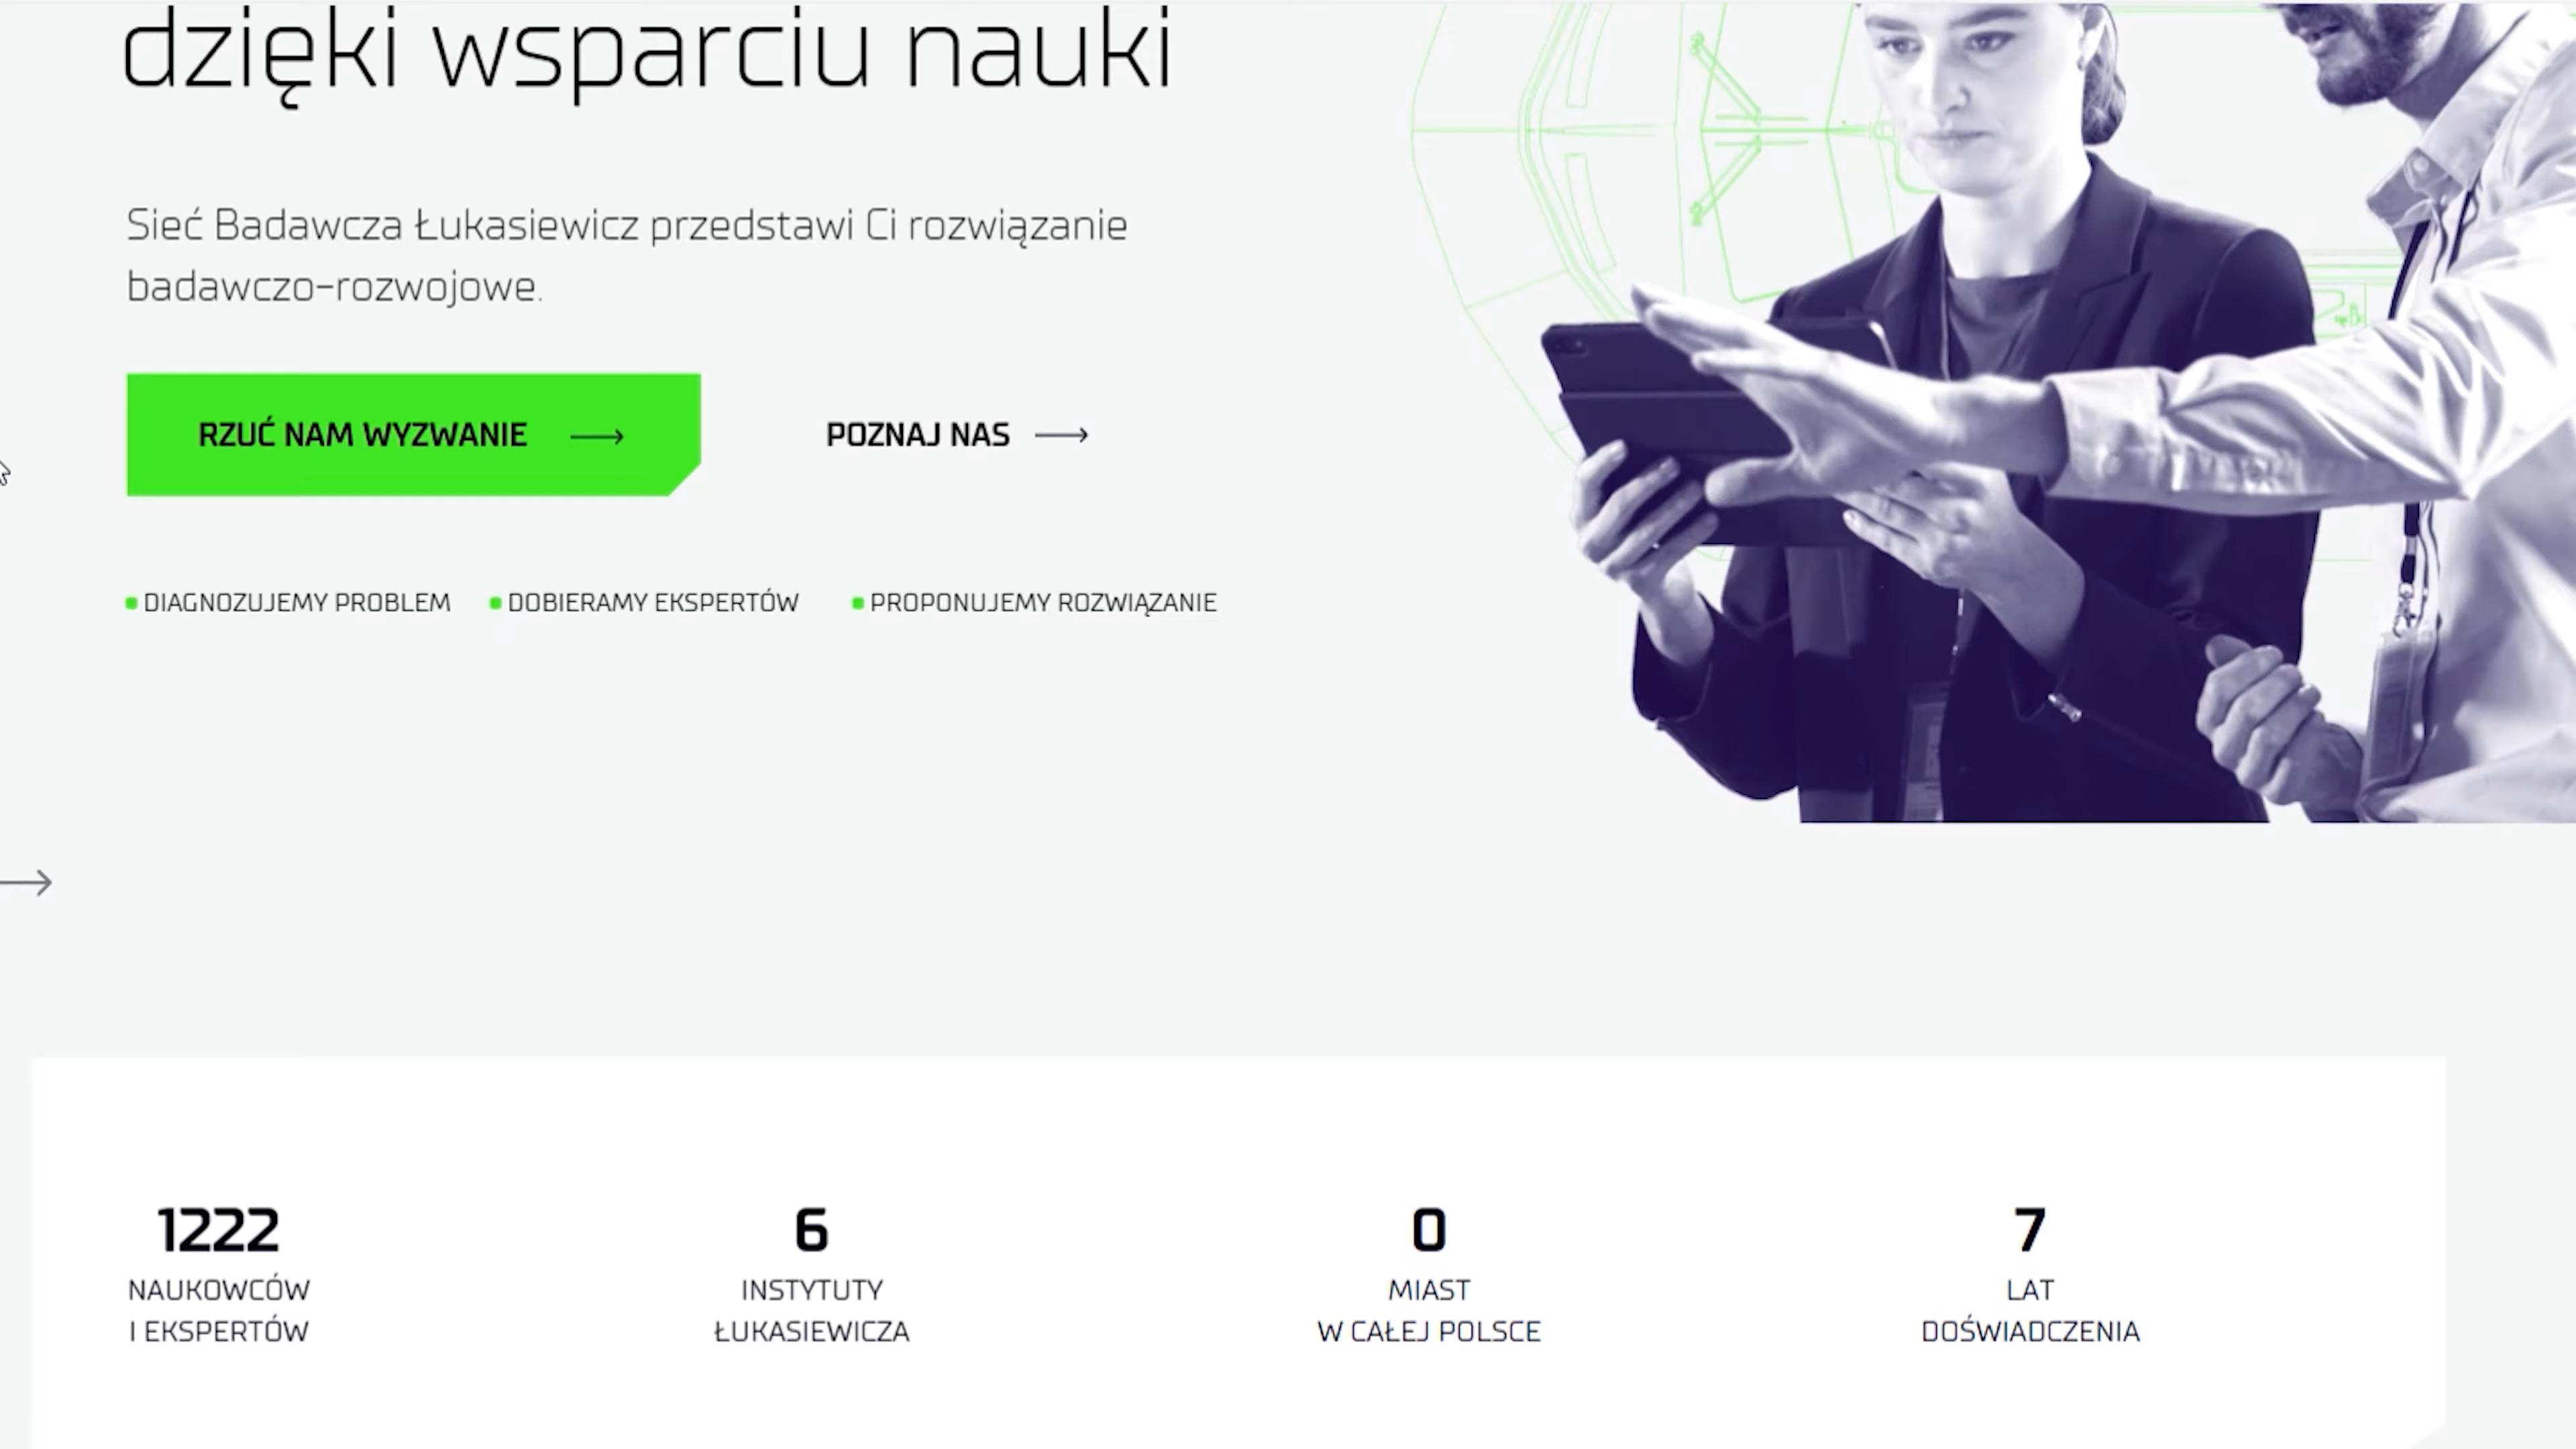 dzięki wsparciu nauki
Sieć Badawcza Łukasiewicz przedstawi Ci rozwiązanie
badawczo-rozwojowe.
RZUĆ NAM WYZWANIE
POZNAJ NAS
DIAGNOZUJEMY PROBLEM
DOBIERAMY EKSPERTÓW
PROPONUJEMY ROZWIĄZANIE
1222
NAUKOWCÓW
I EKSPERTÓW
6
INSTYTUTY
ŁUKASIEWICZA
0
MIAST
W CAŁEJ POLSCE
7
LAT
DOŚWIADCZENIA